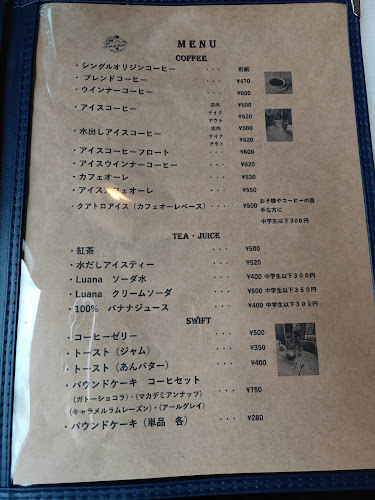 MENU
COFFEE
・シングルオリジンコーヒー ・・・ 別紙
・ブレンドコーヒー ・・・ ¥470
・ウインナーコーヒー ・・・ ¥600
・アイスコーヒー ・・・ 店内 ¥500
テイクアウト ¥520
・水出しアイスコーヒー ・・・ 店内 ¥500
テイクアウト ¥520
・アイスコーヒーフロート ・・・ ¥600
・アイスウインナーコーヒー ・・・ ¥620
・カフェオーレ ・・・ ¥530
・アイスカフェオーレ ・・・ ¥550
・クアトロアイス（カフェオーレベース）・・・ ¥500 お子様やコーヒーの苦手な方に
中学生以下３００円
TEA・JUICE
・紅茶 ・・・ ¥500
・水だしアイスティー ・・・ ¥520
・Luana ソーダ水 ・・・ ¥400 中学生以下３００円
・Luana クリームソーダ ・・・ ¥500 中学生以下３５０円
・100% バナナジュース ・・・ ¥400 中学生以下３００円
SWIFT
・コーヒーゼリー ・・・ ¥500
・トースト（ジャム） ・・・ ¥350
・トースト（あんバター） ・・・ ¥400
・パウンドケーキ コーヒセット
（ガトーショコラ）・（マカデミアンナッツ） ・・・ ¥750
（キャラメルラムレーズン）・（アールグレイ）
・パウンドケーキ（単品 各） ・・・ ¥280